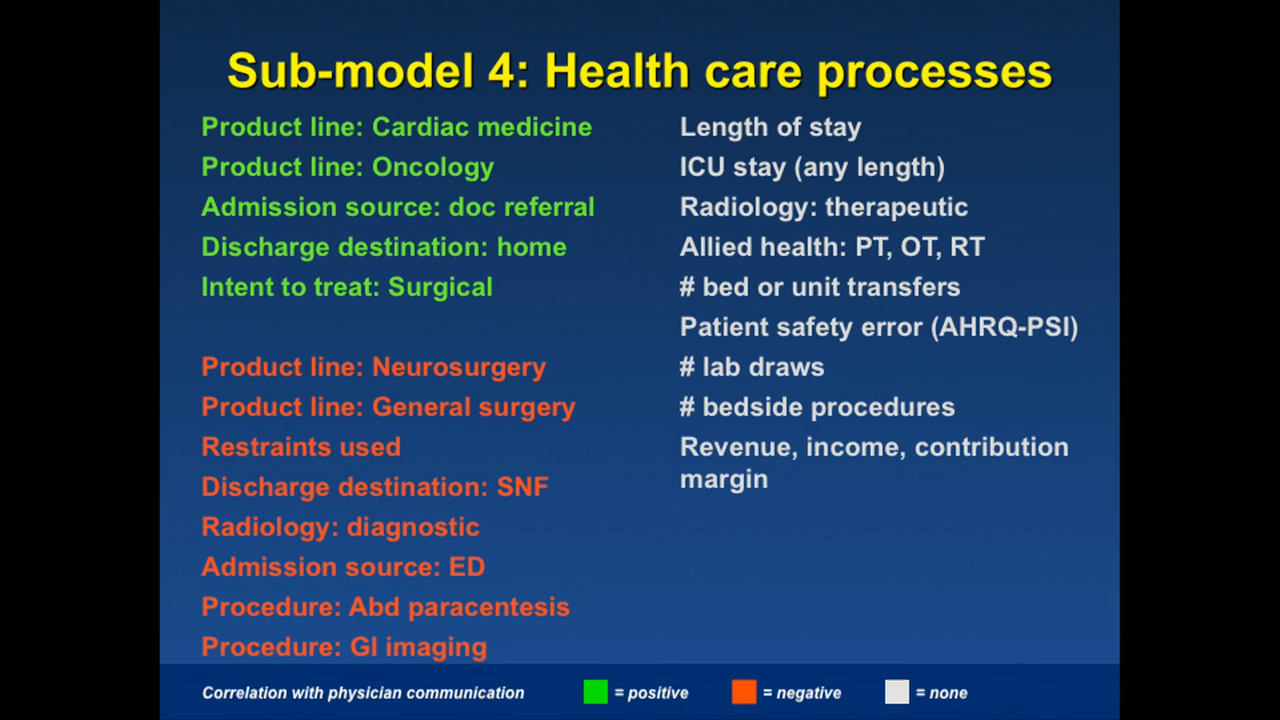 Sub-model 4: Health care processes
Product line: Cardiac medicine
Product line: Oncology
Admission source: doc referral
Discharge destination: home
Intent to treat: Surgical
Product line: Neurosurgery
Product line: General surgery
Restraints used
Discharge destination: SNF
Radiology: diagnostic
Admission source: ED
Procedure: Abd paracentesis
Procedure: GI imaging
Length of stay
ICU stay (any length)
Radiology: therapeutic
Allied health: PT, OT, RT
# bed or unit transfers
Patient safety error (AHRQ-PSI)
# lab draws
# bedside procedures
Revenue, income, contribution
margin
Correlation with physician communication = positive = negative = none